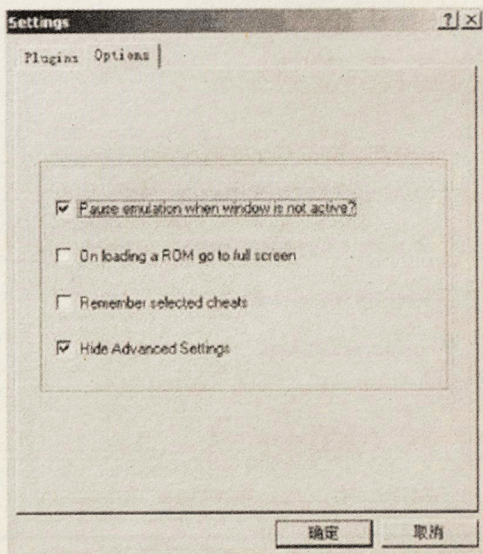 Settings
Plugins Options
Pause emulation when window is not active?
On loading a ROM go to full screen
Remember selected cheats
Hide Advanced Settings
确定 取消